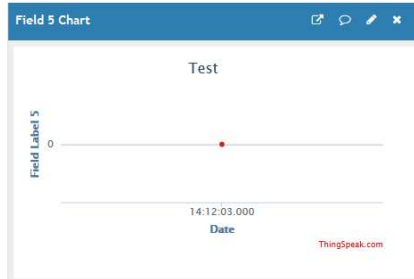 Field 5 Chart
Test
Field Label 5
0
14:12:03.000
Date
ThingSpeak.com